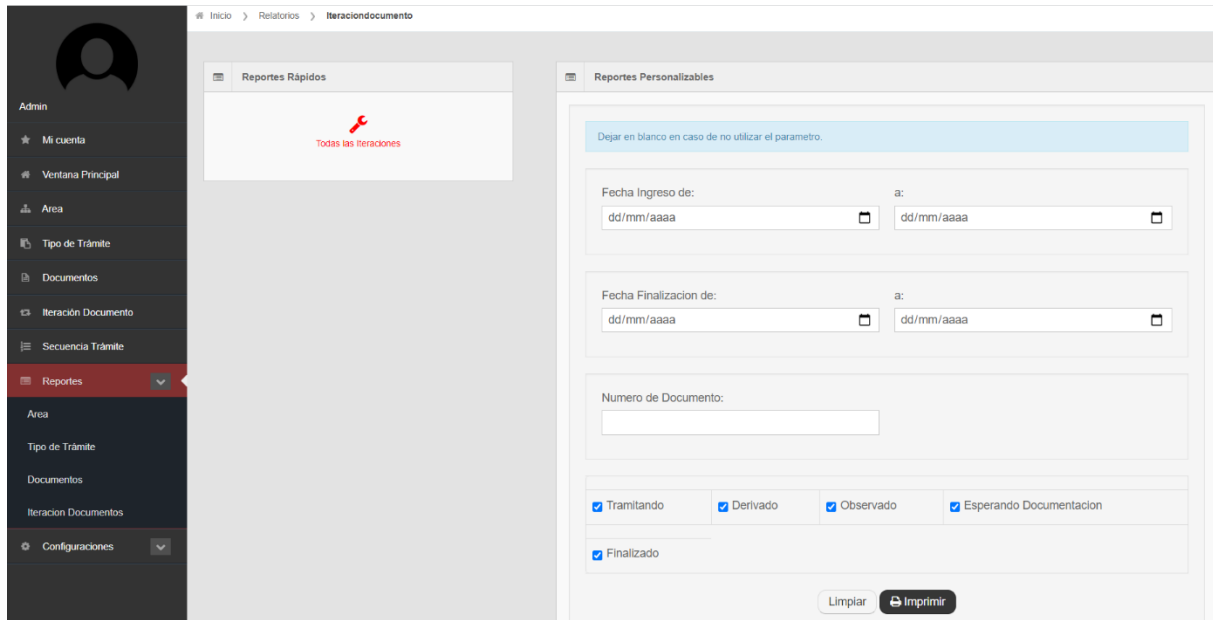 Inicio > Relatorios > Iteraciondocumento
Admin
Mi cuenta
Ventana Principal
Area
Tipo de Trámite
Documentos
Iteración Documento
Secuencia Trámite
Reportes
Area
Tipo de Trámite
Documentos
Iteracion Documentos
Configuraciones
Reportes Rápidos
Todas las Iteraciones
Reportes Personalizables
Dejar en blanco en caso de no utilizar el parametro.
Fecha Ingreso de: a:
dd/mm/aaaa dd/mm/aaaa
Fecha Finalizacion de: a:
dd/mm/aaaa dd/mm/aaaa
Numero de Documento:
Tramitando Derivado Observado Esperando Documentacion
Finalizado
Limpiar Imprimir